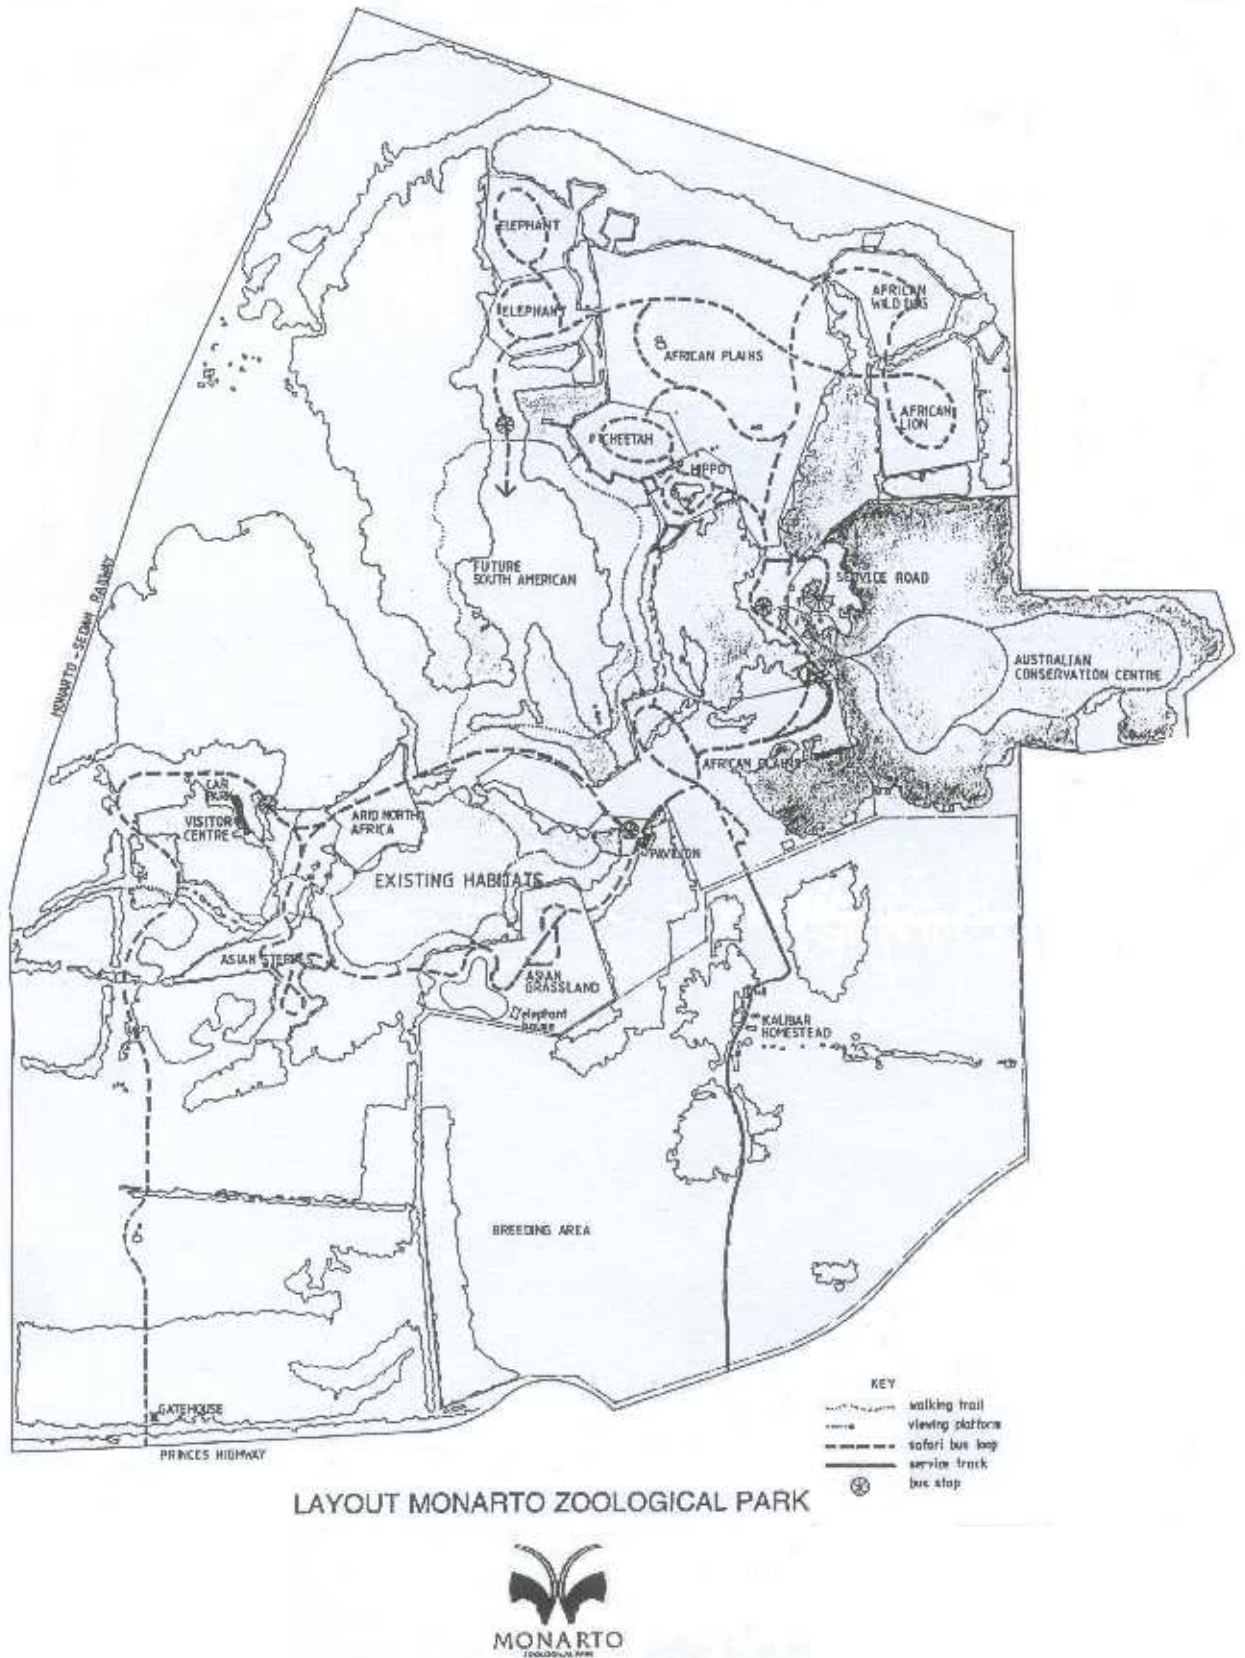 ELEPHANT
ELEPHANT
AFRICAN
WILD DOG
AFRICAN PLAINS
AFRICAN
LION
CHEETAH
HIPPO
FUTURE
SOUTH AMERICAN
SERVICE ROAD
MONARTO - SEDAN RAILWAY
AUSTRALIAN
CONSERVATION CENTRE
AFRICAN PLAINS
CAR
PARK
VISITOR
CENTRE
ARID NORTH
AFRICA
PAVILION
EXISTING HABITATS
ASIAN STEPPES
ASIAN
GRASSLAND
elephant
house
KALIBAR
HOMESTEAD
BREEDING AREA
GATEHOUSE
PRINCES HIGHWAY
KEY
walking trail
viewing platform
safari bus loop
service track
bus stop
LAYOUT MONARTO ZOOLOGICAL PARK
MONARTO
ZOOLOGICAL PARK